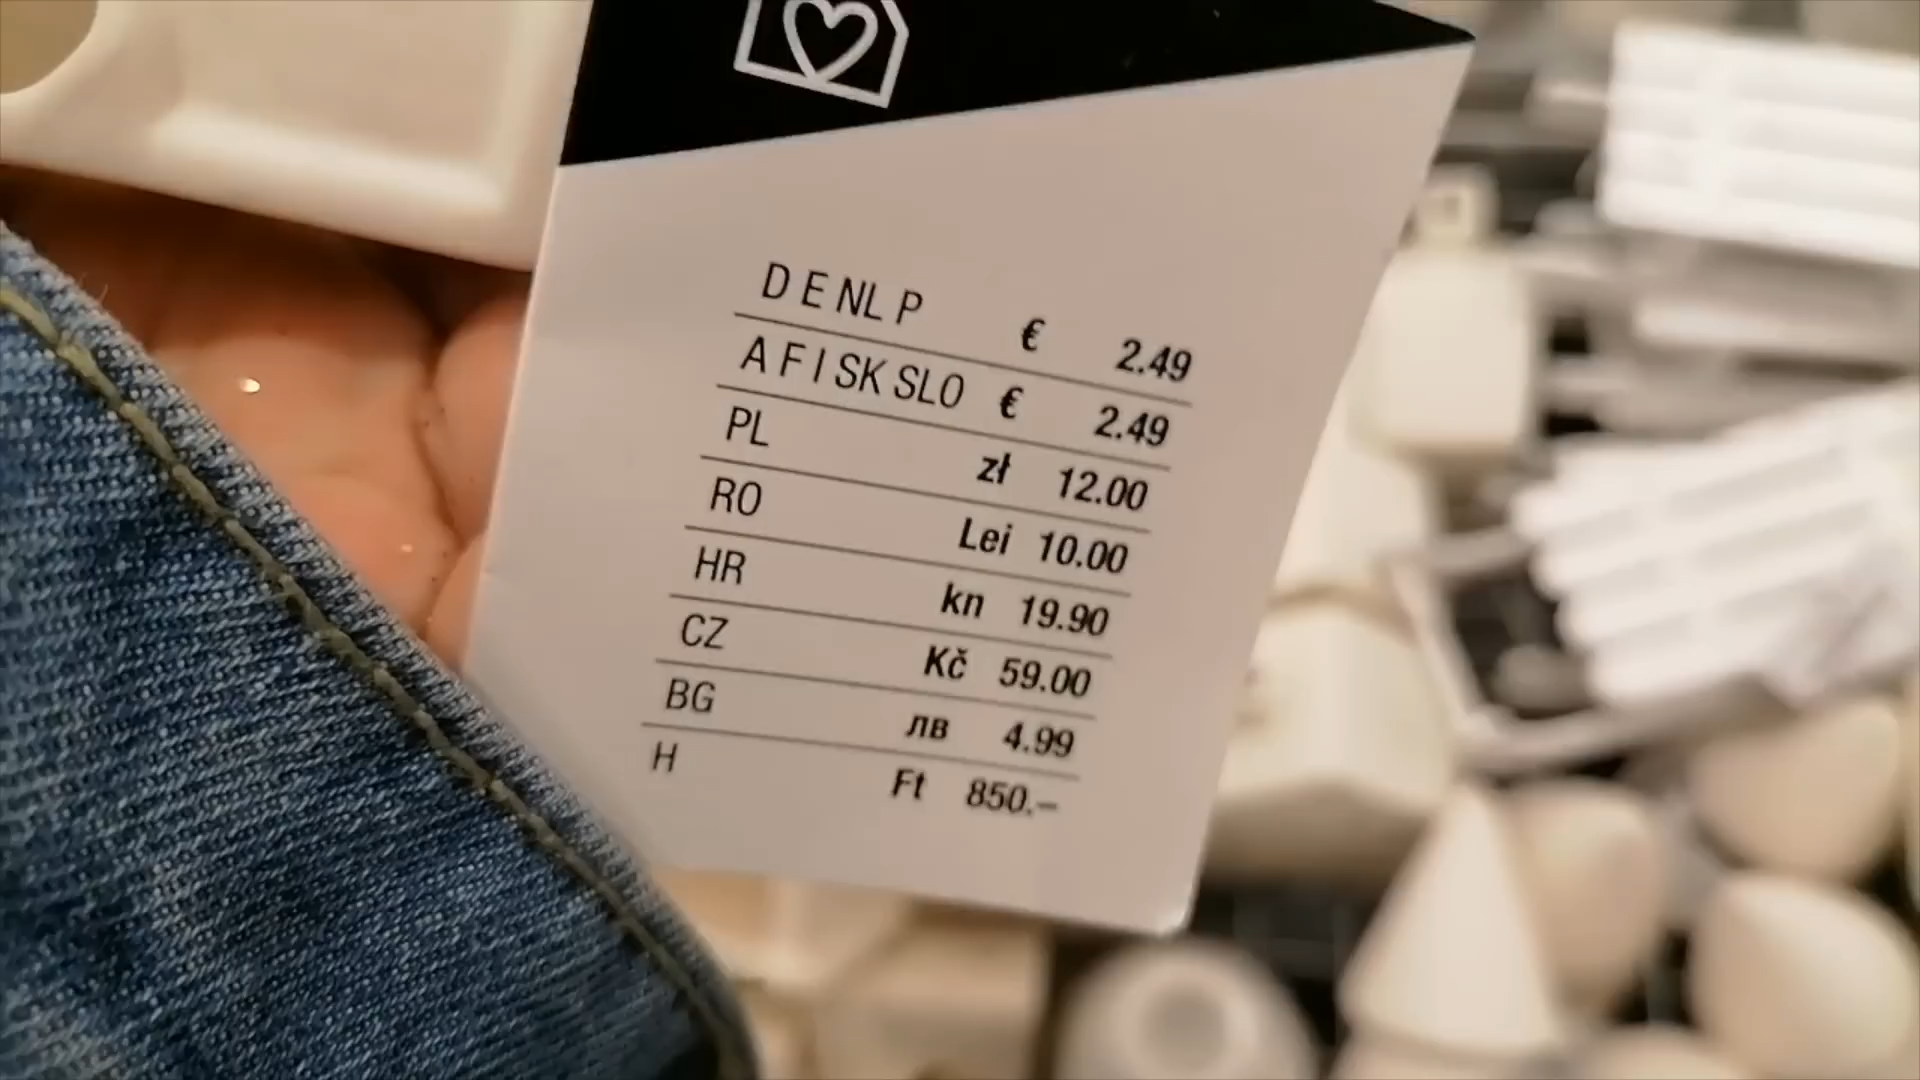 D E NL P € 2.49
A F I SK SLO € 2.49
PL zł 12.00
RO Lei 10.00
HR kn 19.90
CZ Kč 59.00
BG лв 4.99
H Ft 850.–